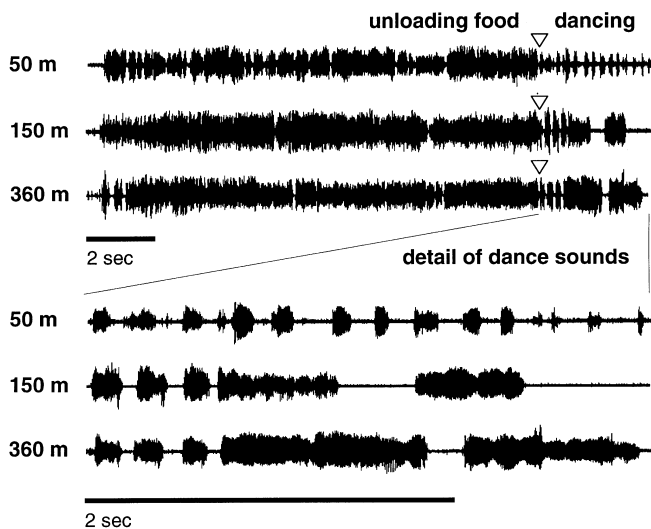 unloading food dancing
50 m
150 m
360 m
2 sec
detail of dance sounds
50 m
150 m
360 m
2 sec